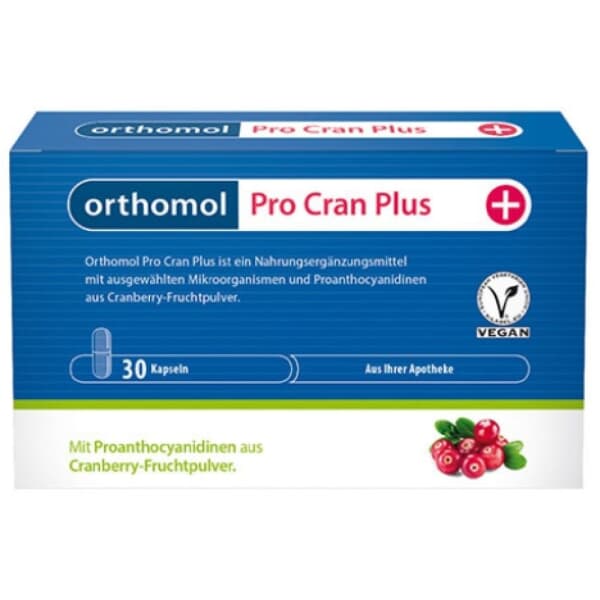 orthomol Pro Cran Plus
orthomol Pro Cran Plus
Orthomol Pro Cran Plus ist ein Nahrungsergänzungsmittel
mit ausgewählten Mikroorganismen und Proanthocyanidinen
aus Cranberry-Fruchtpulver.
VEGAN
30 Kapseln
Aus Ihrer Apotheke
Mit Proanthocyanidinen aus
Cranberry-Fruchtpulver.